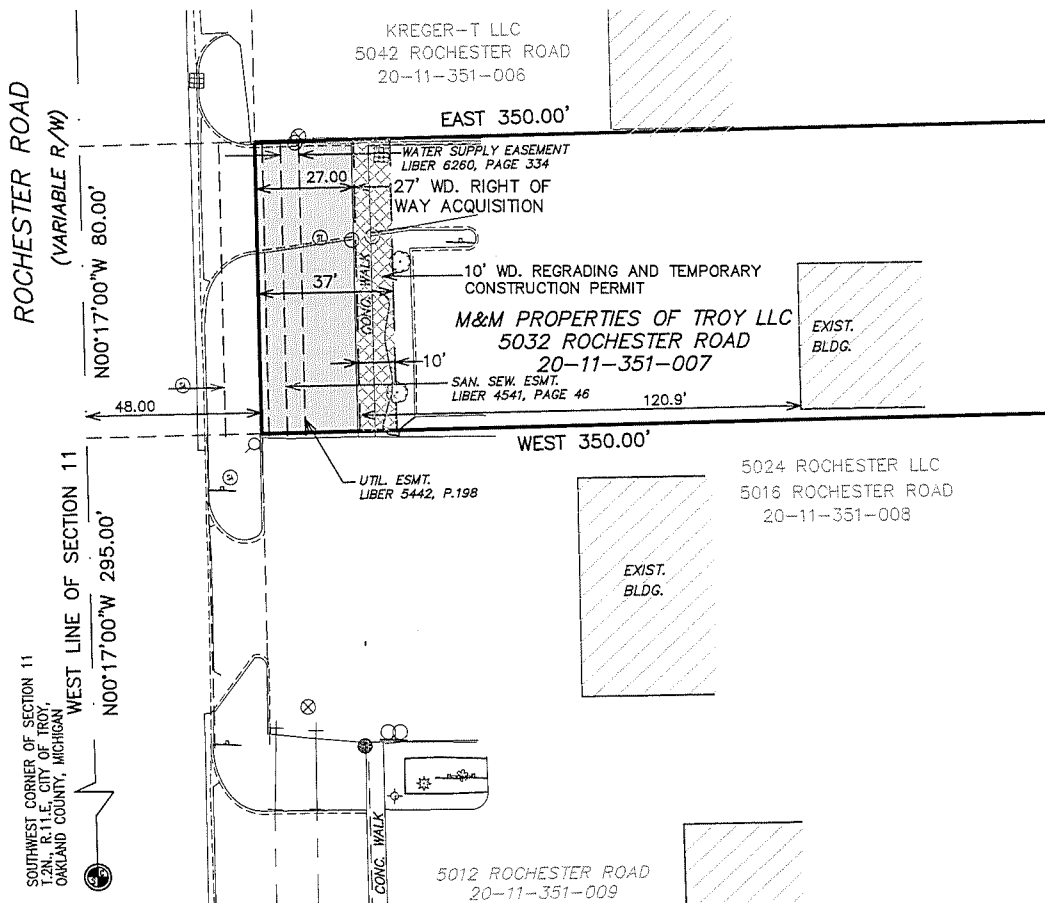 KREGER-T LLC
5042 ROCHESTER ROAD
20-11-351-006
ROCHESTER ROAD
(VARIABLE R/W)
EAST 350.00'
N00°17'00"W 80.00'
WATER SUPPLY EASEMENT
LIBER 6260, PAGE 334
27.00
27' WD. RIGHT OF
WAY ACQUISITION
CONC. WALK
37'
10' WD. REGRADING AND TEMPORARY
CONSTRUCTION PERMIT
M&M PROPERTIES OF TROY LLC
5032 ROCHESTER ROAD
20-11-351-007
EXIST.
BLDG.
10'
SAN. SEW. ESMT.
LIBER 4541, PAGE 46
48.00
120.9'
WEST 350.00'
UTIL. ESMT.
LIBER 5442, P.198
5024 ROCHESTER LLC
5016 ROCHESTER ROAD
20-11-351-008
EXIST.
BLDG.
WEST LINE OF SECTION 11
N00°17'00"W 295.00'
SOUTHWEST CORNER OF SECTION 11
T.2N., R.11.E, CITY OF TROY,
OAKLAND COUNTY, MICHIGAN
CONC. WALK
5012 ROCHESTER ROAD
20-11-351-009